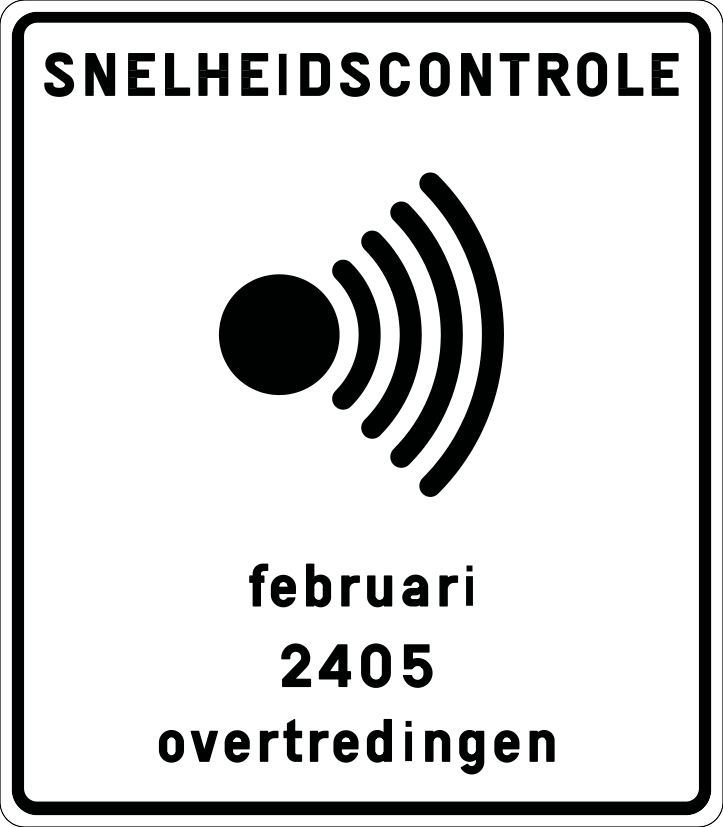 SNELHEIDSCONTROLE
februari
2405
overtredingen